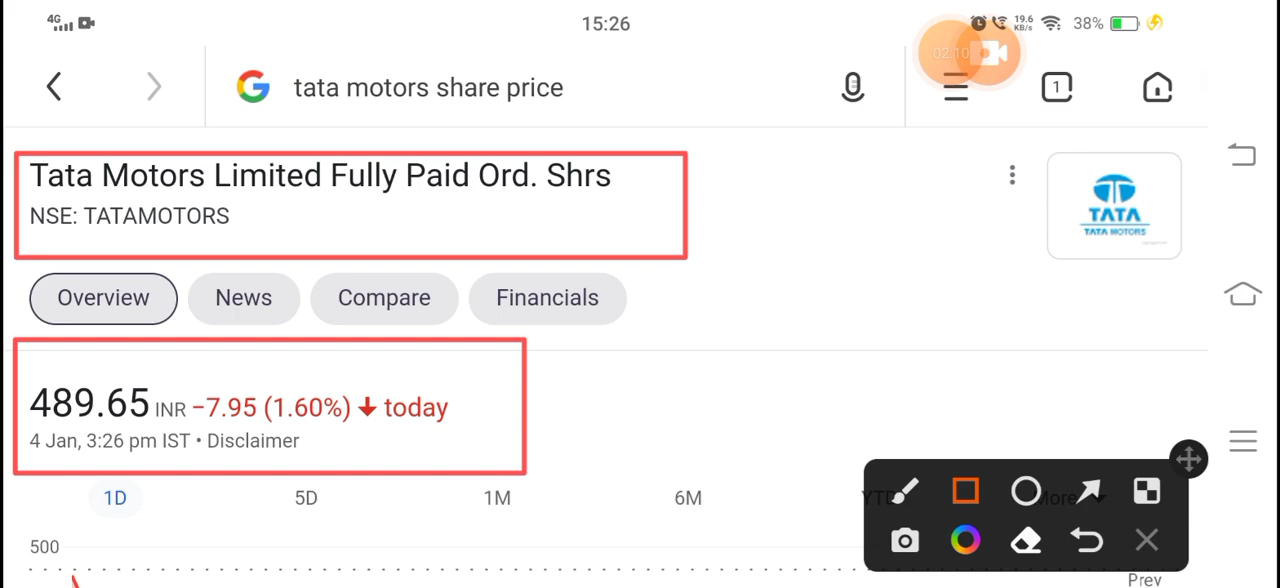 4G
15:26
19.6
KB/s
38%
02:10
tata motors share price
1
Tata Motors Limited Fully Paid Ord. Shrs
NSE: TATAMOTORS
TATA
TATA MOTORS
Overview
News
Compare
Financials
489.65 INR −7.95 (1.60%) today
4 Jan, 3:26 pm IST • Disclaimer
1D
5D
1M
6M
YTD
More
500
Prev